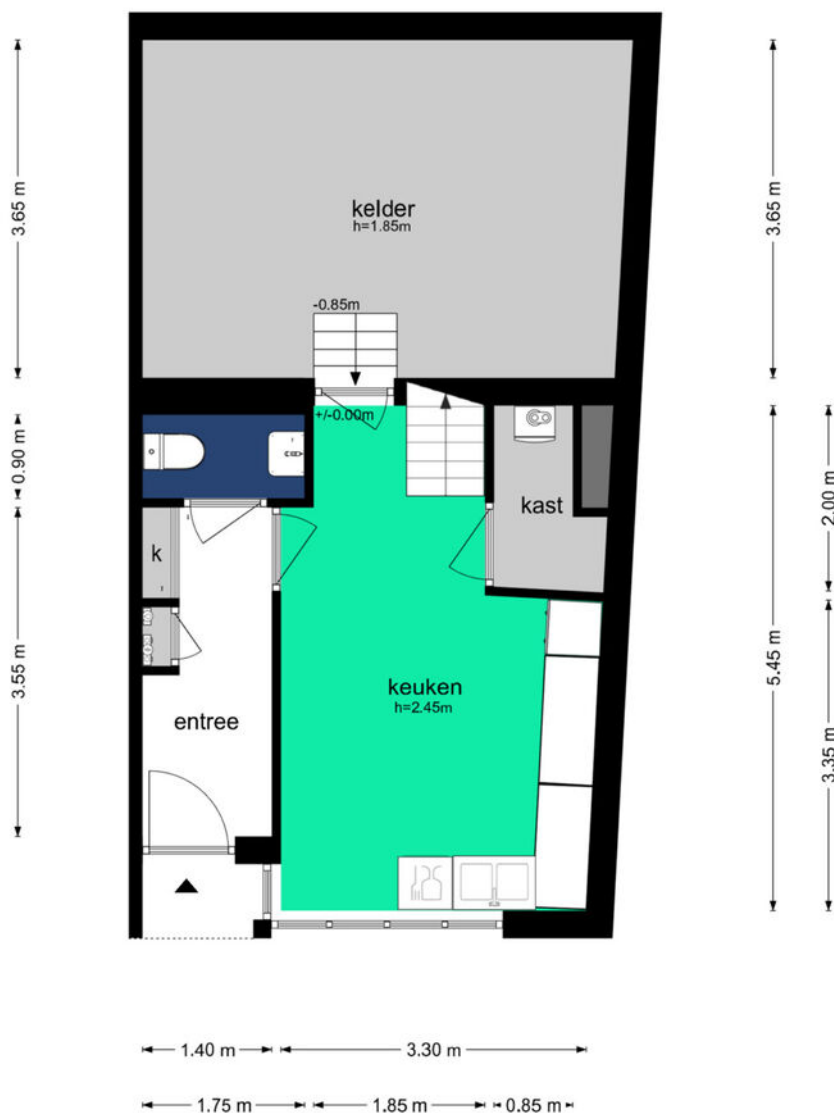 3.65 m
3.65 m
kelder
h=1.85m
-0.85m
+/-0.00m
0.90 m
2.00 m
kast
k
3.55 m
5.45 m
keuken
h=2.45m
entree
3.35 m
1.40 m
3.30 m
1.75 m
1.85 m
0.85 m